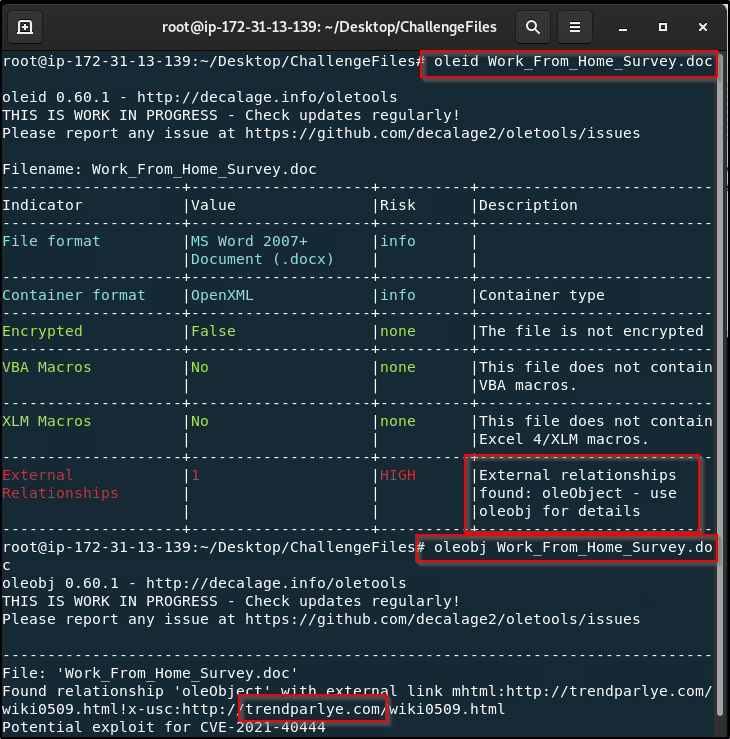 root@ip-172-31-13-139: ~/Desktop/ChallengeFiles
root@ip-172-31-13-139:~/Desktop/ChallengeFiles# oleid Work_From_Home_Survey.doc
oleid 0.60.1 - http://decalage.info/oletools
THIS IS WORK IN PROGRESS - Check updates regularly!
Please report any issue at https://github.com/decalage2/oletools/issues
Filename: Work_From_Home_Survey.doc
--------------------+--------------------+----------+--------------------------
Indicator           |Value               |Risk      |Description
--------------------+--------------------+----------+--------------------------
File format         |MS Word 2007+       |info      |
                    |Document (.docx)    |          |
--------------------+--------------------+----------+--------------------------
Container format    |OpenXML             |info      |Container type
--------------------+--------------------+----------+--------------------------
Encrypted           |False               |none      |The file is not encrypted
--------------------+--------------------+----------+--------------------------
VBA Macros          |No                  |none      |This file does not contain
                    |                    |          |VBA macros.
--------------------+--------------------+----------+--------------------------
XLM Macros          |No                  |none      |This file does not contain
                    |                    |          |Excel 4/XLM macros.
--------------------+--------------------+----------+--------------------------
External            |1                   |HIGH      |External relationships
Relationships       |                    |          |found: oleObject - use
                    |                    |          |oleobj for details
--------------------+--------------------+----------+--------------------------
root@ip-172-31-13-139:~/Desktop/ChallengeFiles# oleobj Work_From_Home_Survey.do
c
oleobj 0.60.1 - http://decalage.info/oletools
THIS IS WORK IN PROGRESS - Check updates regularly!
Please report any issue at https://github.com/decalage2/oletools/issues
-------------------------------------------------------------------------------
File: 'Work_From_Home_Survey.doc'
Found relationship 'oleObject' with external link mhtml:http://trendparlye.com/
wiki0509.html!x-usc:http://trendparlye.com/wiki0509.html
Potential exploit for CVE-2021-40444